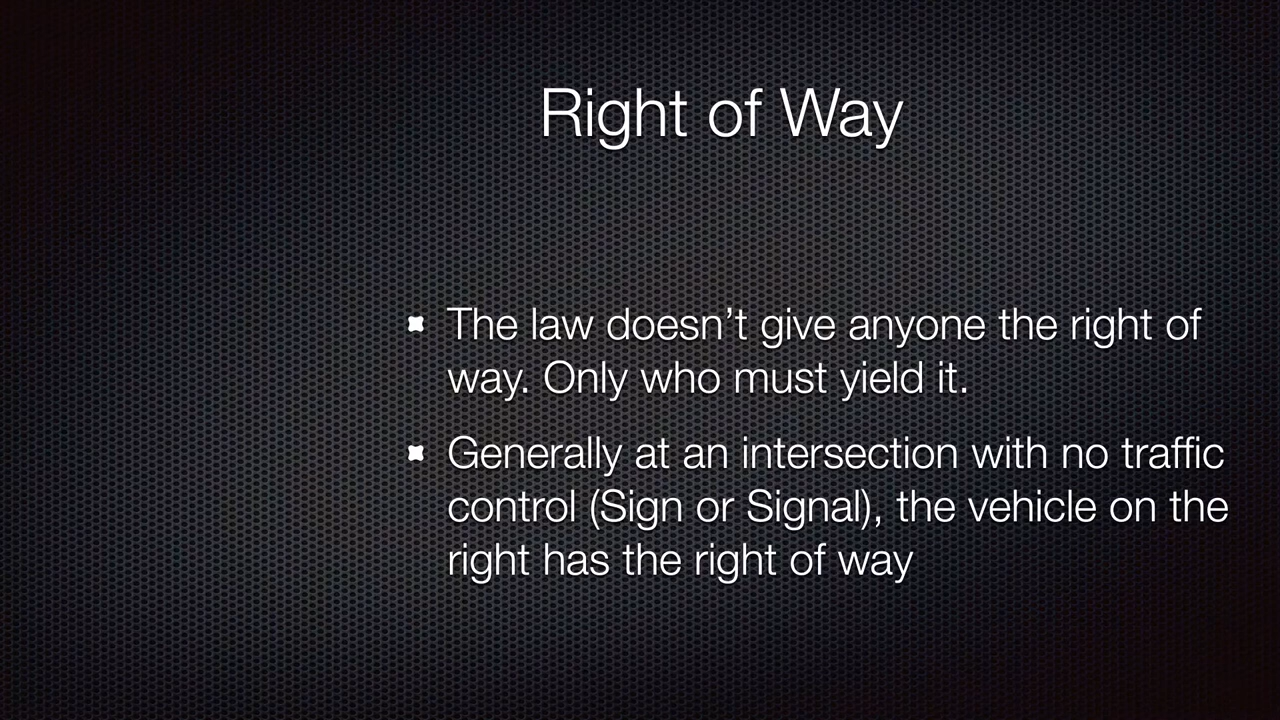 Right of Way
The law doesn’t give anyone the right of
way. Only who must yield it.
Generally at an intersection with no traffic
control (Sign or Signal), the vehicle on the
right has the right of way